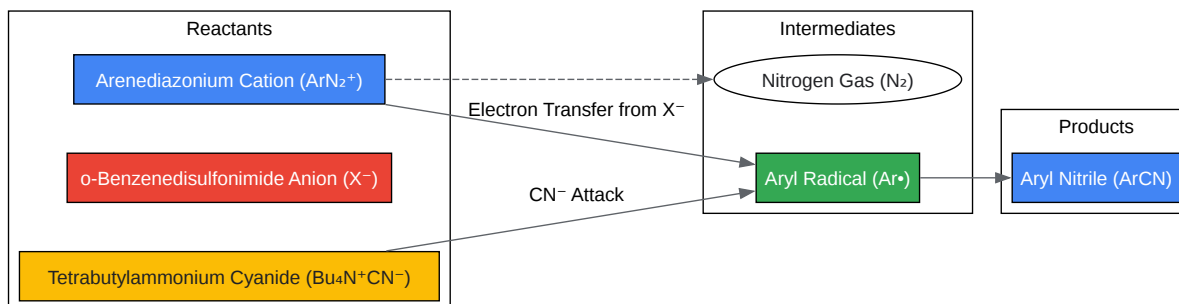 Reactants
Arenediazonium Cation (ArN₂⁺)
o-Benzenedisulfonimide Anion (X⁻)
Tetrabutylammonium Cyanide (Bu₄N⁺CN⁻)
Electron Transfer from X⁻
CN⁻ Attack
Intermediates
Nitrogen Gas (N₂)
Aryl Radical (Ar•)
Products
Aryl Nitrile (ArCN)